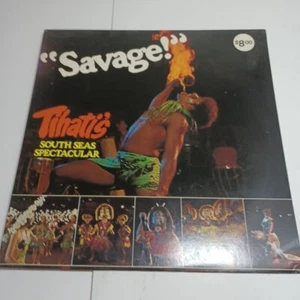 "Savage!"
$8.00
Tihati's
SOUTH SEAS
SPECTACULAR